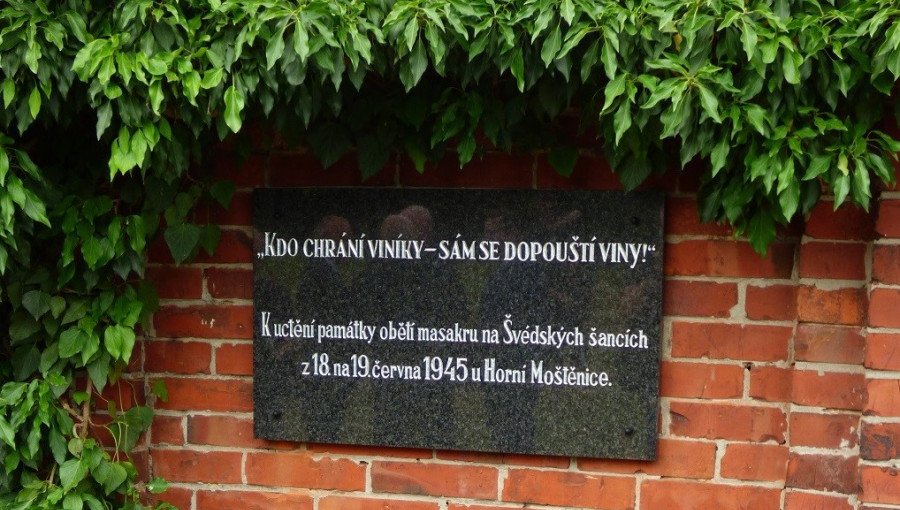 „KDO CHRÁNÍ VINÍKY – SÁM SE DOPOUŠTÍ VINY!“
K uctění památky obětí masakru na Švédských šancích
z 18. na 19. června 1945 u Horní Moštěnice.